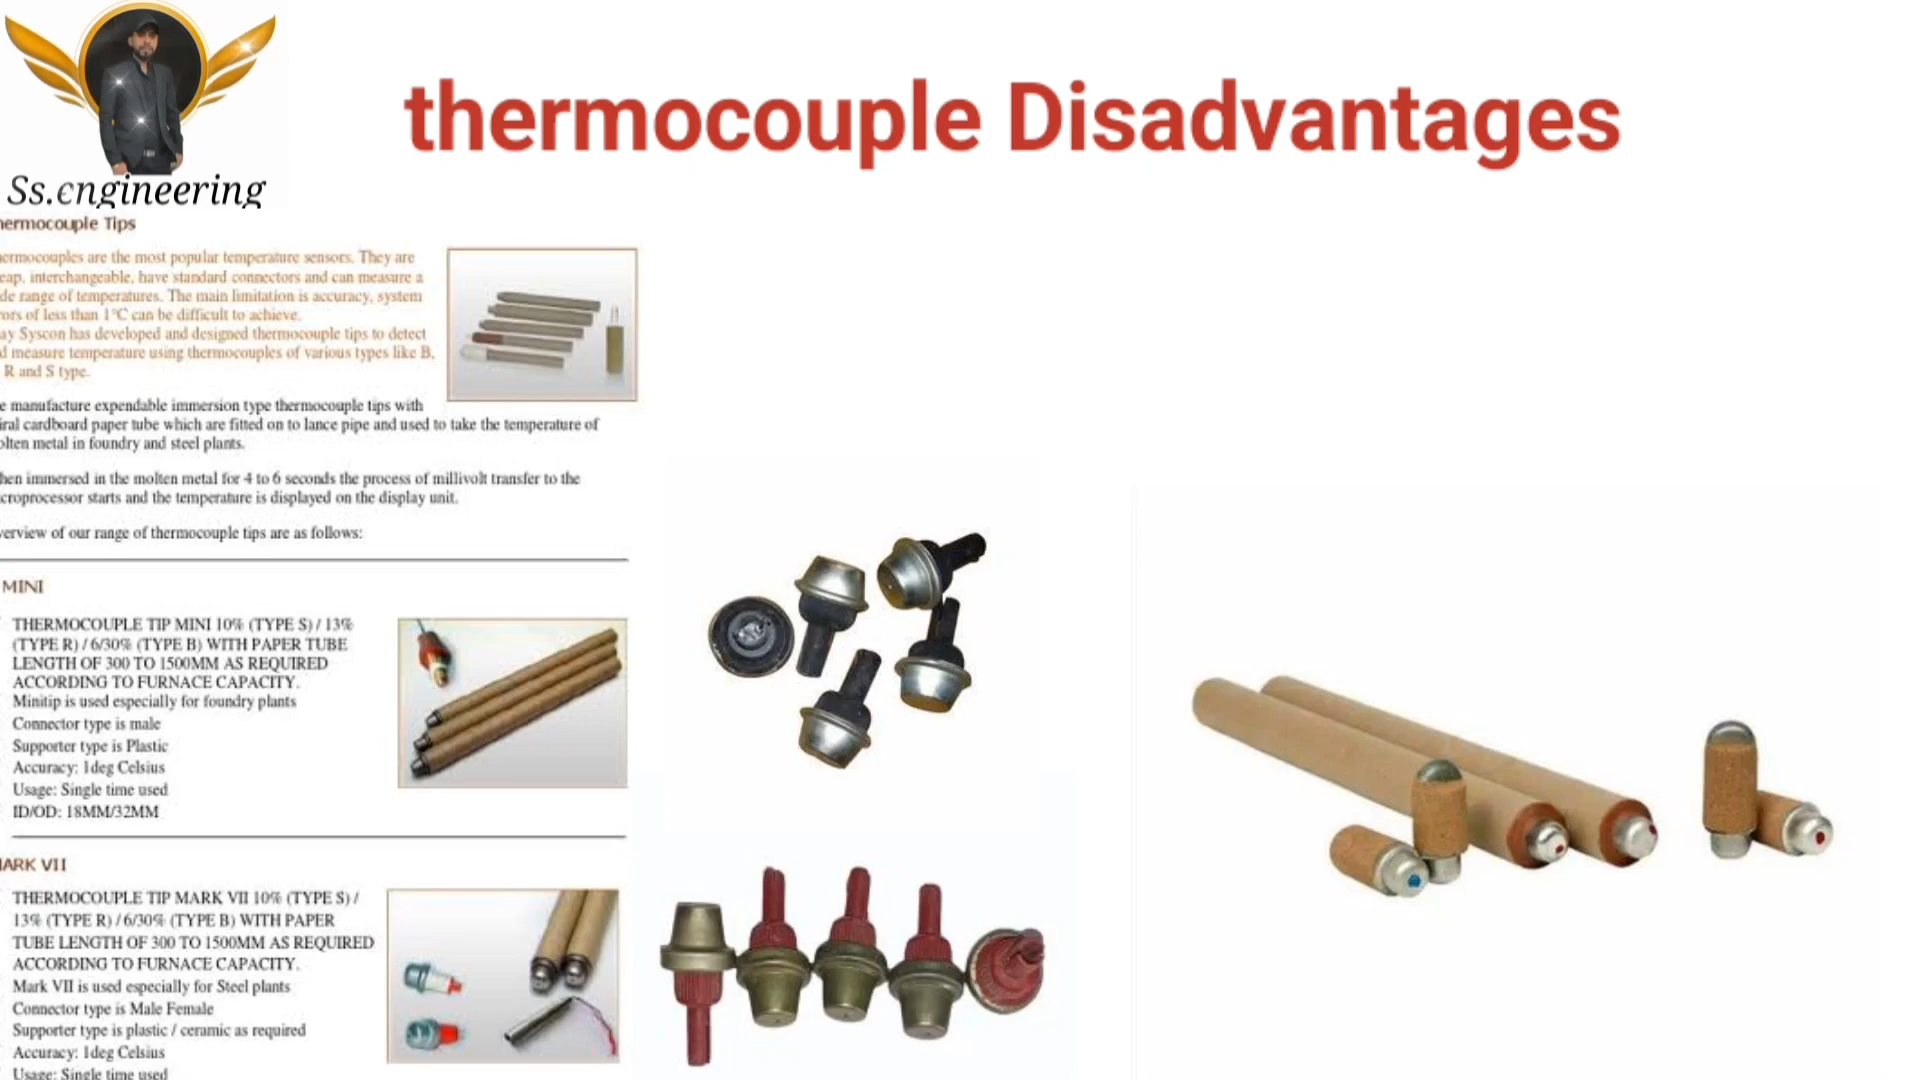 Ss.engineering
thermocouple Disadvantages
hermocouple Tips
ermocouples are the most popular temperature sensors. They are
eap, interchangeable, have standard connectors and can measure a
de range of temperatures. The main limitation is accuracy, system
rors of less than 1°C can be difficult to achieve.
ay Syscon has developed and designed thermocouple tips to detect
d measure temperature using thermocouples of various types like B,
R and S type.
e manufacture expendable immersion type thermocouple tips with
iral cardboard paper tube which are fitted on to lance pipe and used to take the temperature of
olten metal in foundry and steel plants.
hen immersed in the molten metal for 4 to 6 seconds the process of millivolt transfer to the
croprocessor starts and the temperature is displayed on the display unit.
verview of our range of thermocouple tips are as follows:
MINI
THERMOCOUPLE TIP MINI 10% (TYPE S) / 13%
(TYPE R) / 6/30% (TYPE B) WITH PAPER TUBE
LENGTH OF 300 TO 1500MM AS REQUIRED
ACCORDING TO FURNACE CAPACITY.
Minitip is used especially for foundry plants
Connector type is male
Supporter type is Plastic
Accuracy: 1deg Celsius
Usage: Single time used
ID/OD: 18MM/32MM
ARK VII
THERMOCOUPLE TIP MARK VII 10% (TYPE S) /
13% (TYPE R) / 6/30% (TYPE B) WITH PAPER
TUBE LENGTH OF 300 TO 1500MM AS REQUIRED
ACCORDING TO FURNACE CAPACITY.
Mark VII is used especially for Steel plants
Connector type is Male Female
Supporter type is plastic / ceramic as required
Accuracy: 1deg Celsius
Usage: Single time used